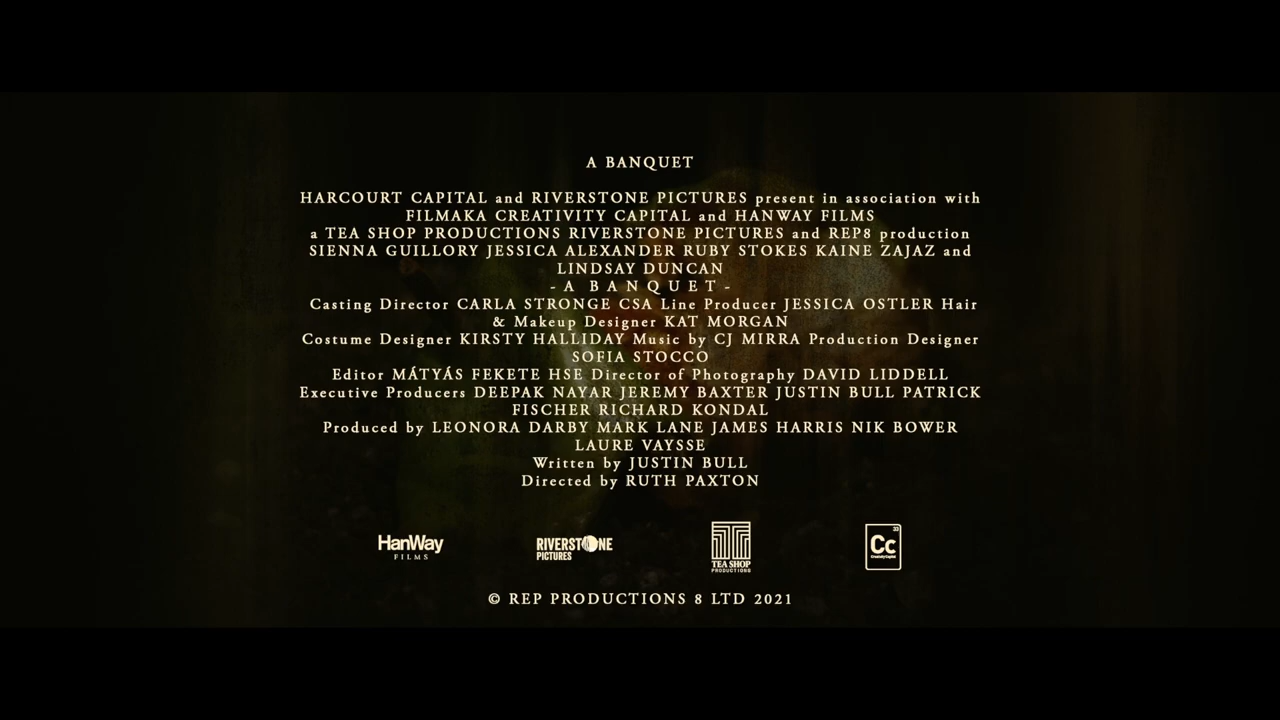 A BANQUET
HARCOURT CAPITAL and RIVERSTONE PICTURES present in association with
FILMAKA CREATIVITY CAPITAL and HANWAY FILMS
a TEA SHOP PRODUCTIONS RIVERSTONE PICTURES and REP8 production
SIENNA GUILLORY JESSICA ALEXANDER RUBY STOKES KAINE ZAJAZ and
LINDSAY DUNCAN
- A BANQUET -
Casting Director CARLA STRONGE CSA Line Producer JESSICA OSTLER Hair
& Makeup Designer KAT MORGAN
Costume Designer KIRSTY HALLIDAY Music by CJ MIRRA Production Designer
SOFIA STOCCO
Editor MÁTYÁS FEKETE HSE Director of Photography DAVID LIDDELL
Executive Producers DEEPAK NAYAR JEREMY BAXTER JUSTIN BULL PATRICK
FISCHER RICHARD KONDAL
Produced by LEONORA DARBY MARK LANE JAMES HARRIS NIK BOWER
LAURE VAYSSE
Written by JUSTIN BULL
Directed by RUTH PAXTON
HanWay
FILMS
RIVERSTONE
PICTURES
TEA SHOP
PRODUCTIONS
33
Cc
Creativity Capital
© REP PRODUCTIONS 8 LTD 2021